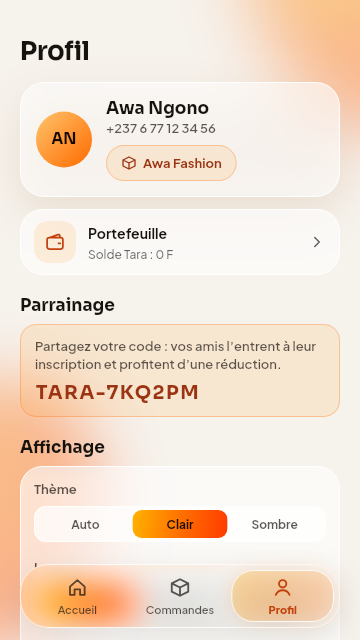 Profil
AN
Awa Ngono
+237 6 77 12 34 56
Awa Fashion
Portefeuille
Solde Tara : 0 F
Parrainage
Partagez votre code : vos amis l'entrent à leur
inscription et profitent d'une réduction.
TARA-7KQ2PM
Affichage
Thème
Auto
Clair
Sombre
Accueil
Commandes
Profil